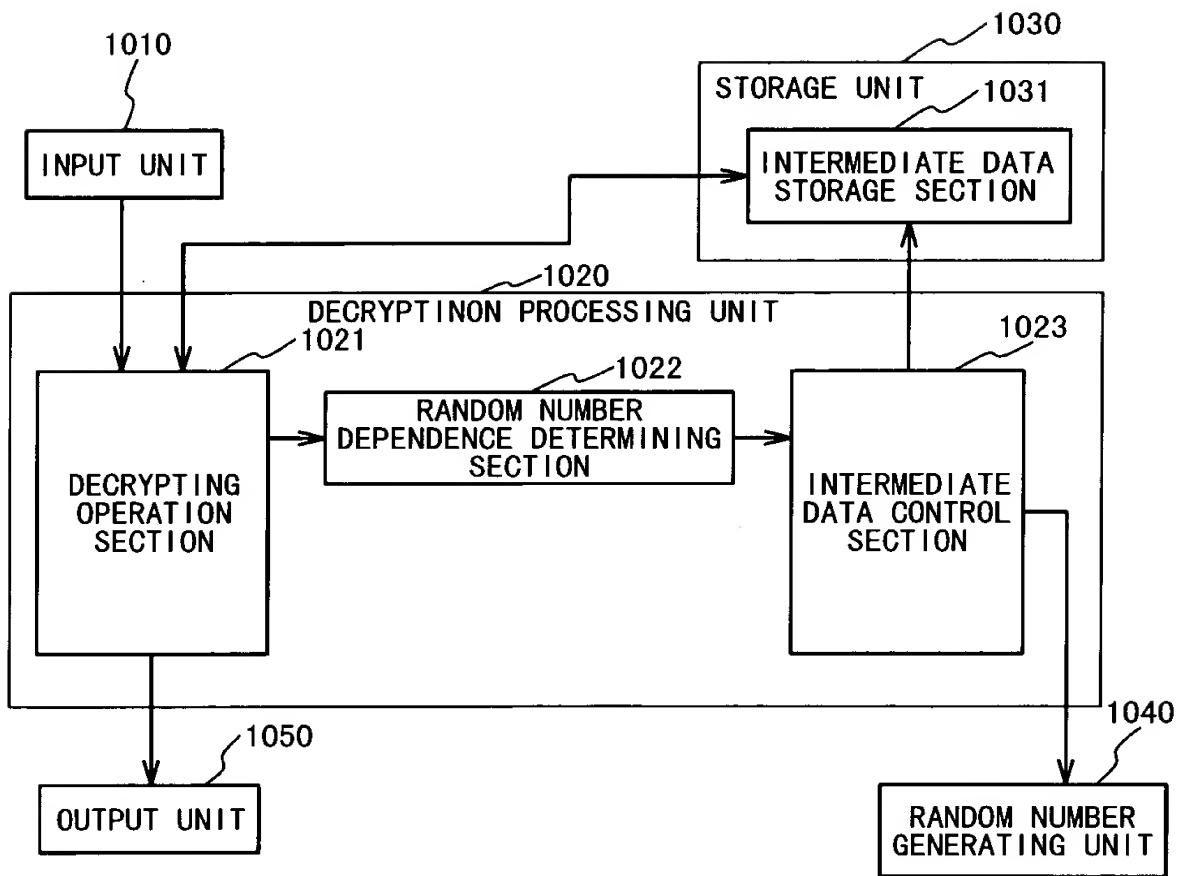 1010
INPUT UNIT
1030
STORAGE UNIT
1031
INTERMEDIATE DATA
STORAGE SECTION
1020
DECRYPTINON PROCESSING UNIT
1021
DECRYPTING
OPERATION
SECTION
1022
RANDOM NUMBER
DEPENDENCE DETERMINING
SECTION
1023
INTERMEDIATE
DATA CONTROL
SECTION
1050
OUTPUT UNIT
1040
RANDOM NUMBER
GENERATING UNIT